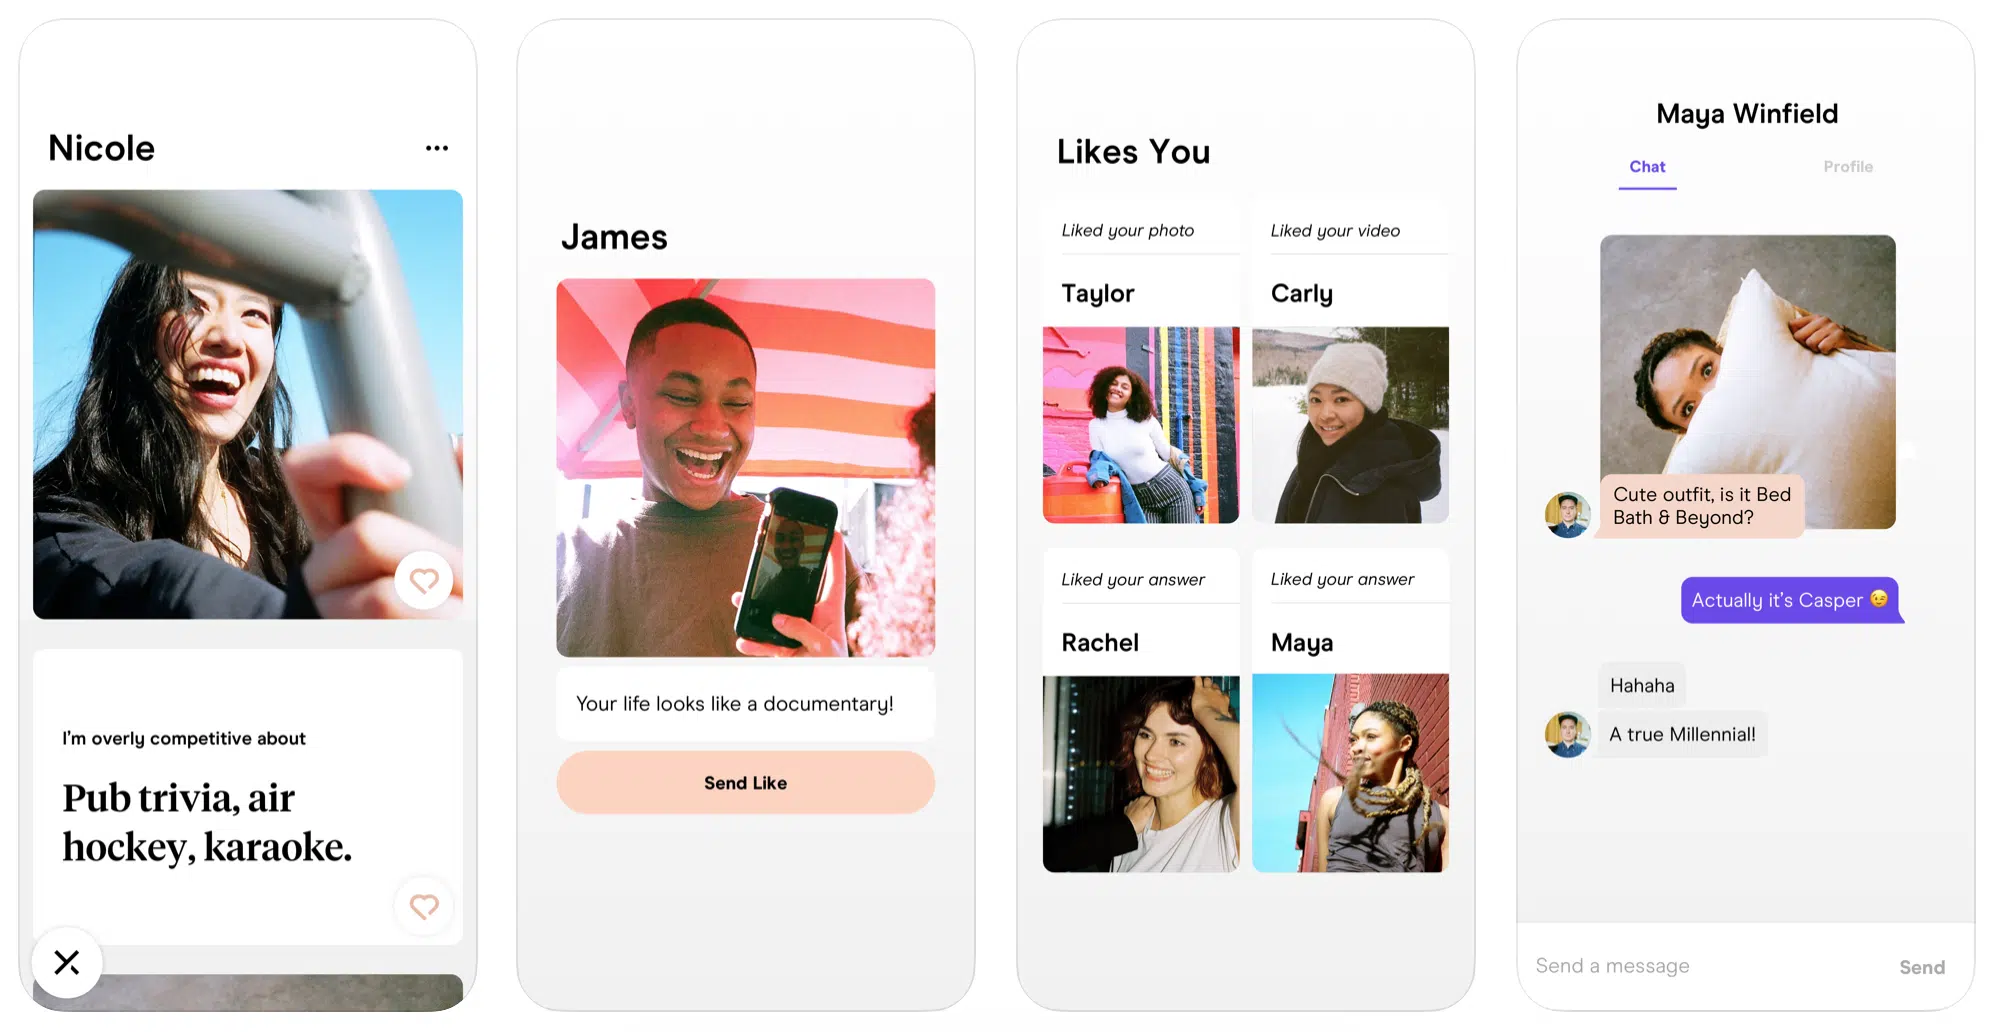 Nicole
I'm overly competitive about
Pub trivia, air
hockey, karaoke.
James
Your life looks like a documentary!
Send Like
Likes You
Liked your photo
Taylor
Liked your video
Carly
Liked your answer
Rachel
Liked your answer
Maya
Maya Winfield
Chat
Profile
Cute outfit, is it Bed
Bath & Beyond?
Actually it's Casper 😉
Hahaha
A true Millennial!
Send a message
Send